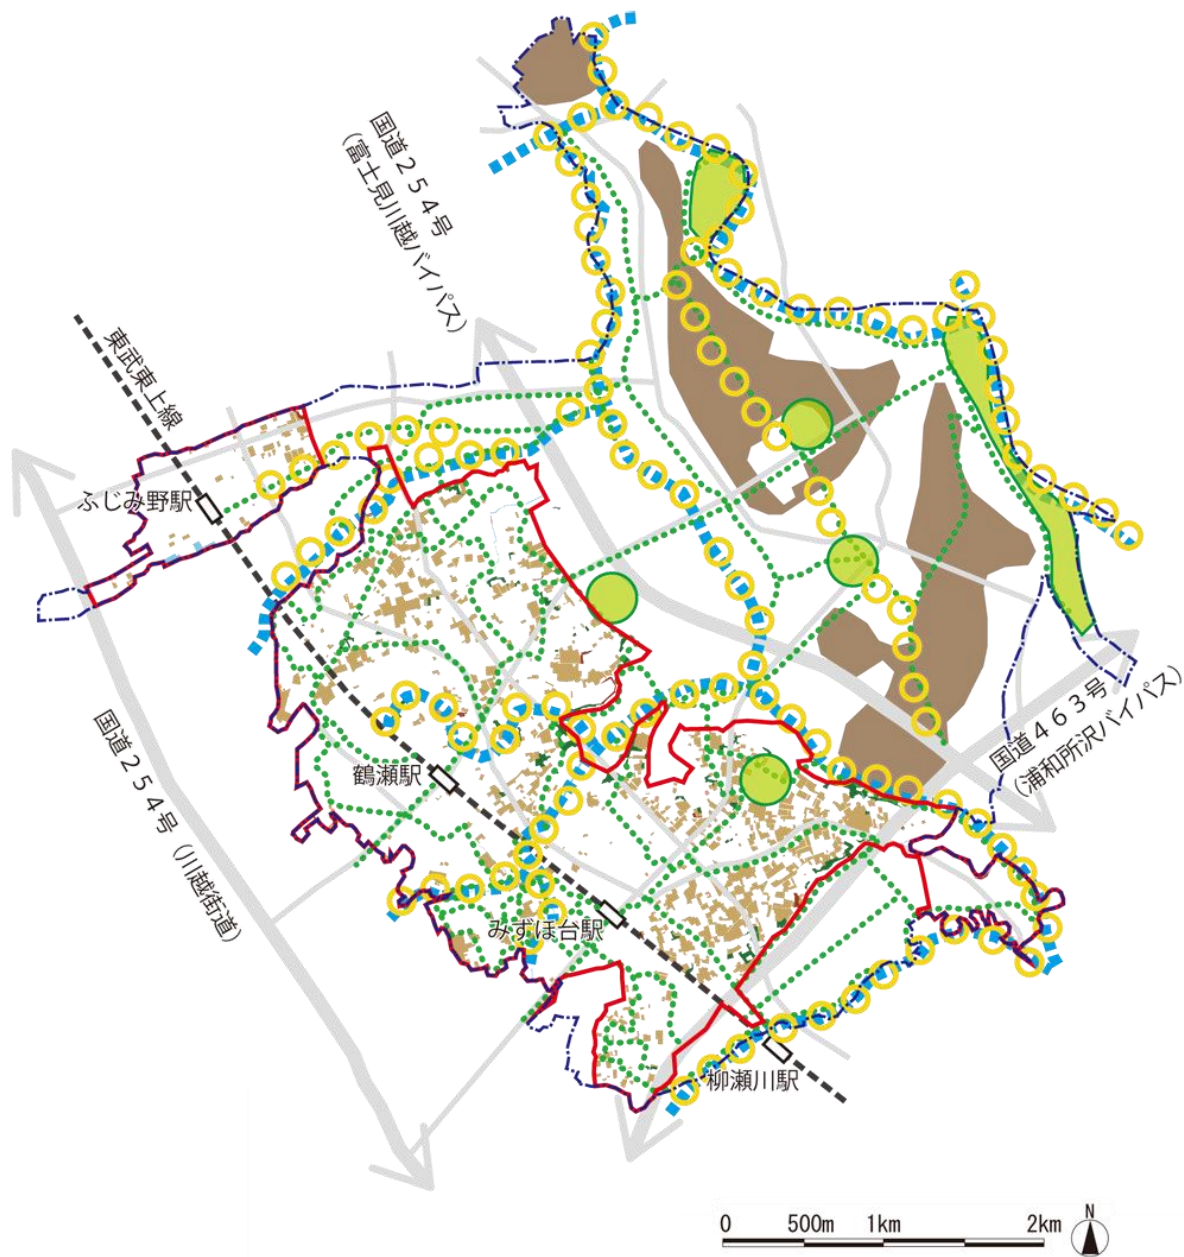 国道２５４号
（富士見川越バイパス）
東武東上線
ふじみ野駅
国道４６３号
（浦和所沢バイパス）
国道２５４号（川越街道）
鶴瀬駅
みずほ台駅
柳瀬川駅
0 500m 1km 2km
N